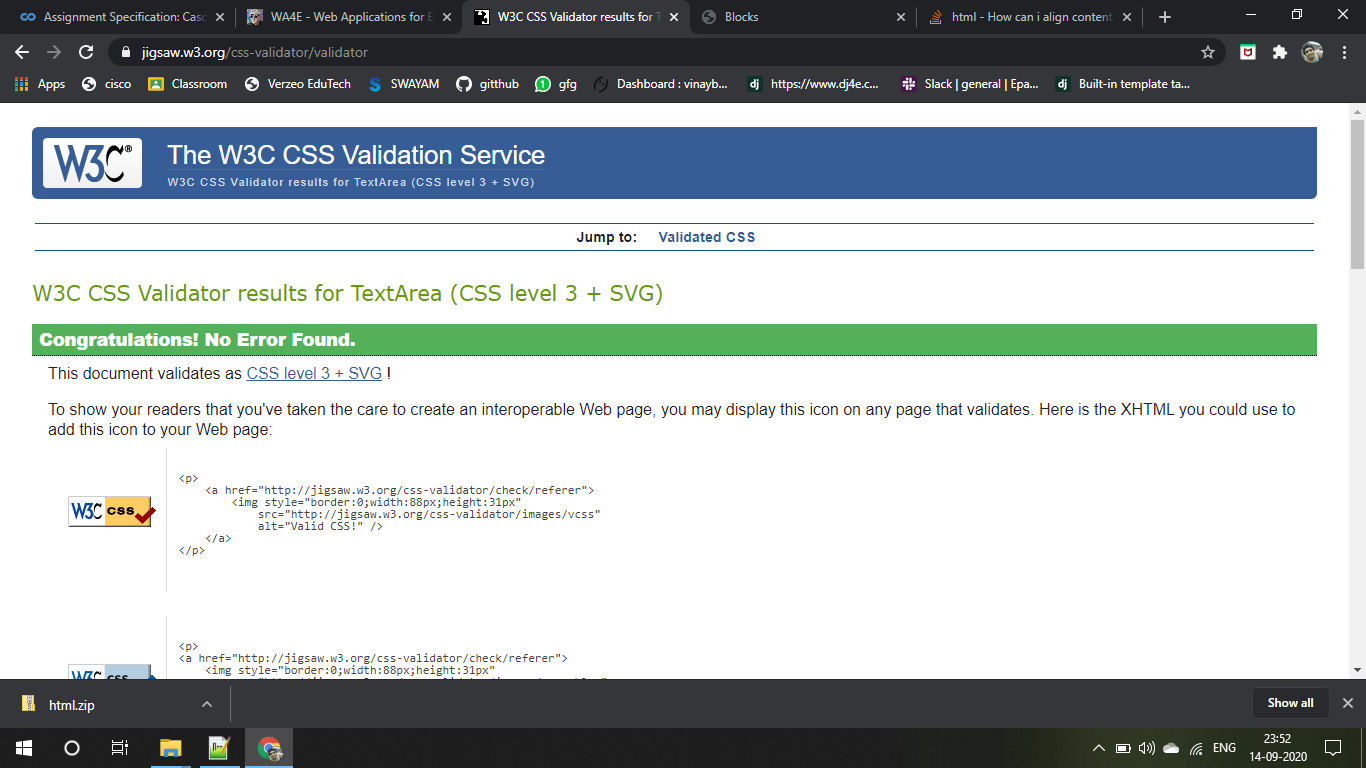 Assignment Specification: Casc
WA4E - Web Applications for E
W3C CSS Validator results for T
Blocks
html - How can i align content
jigsaw.w3.org/css-validator/validator
Apps
cisco
Classroom
Verzeo EduTech
SWAYAM
gitthub
gfg
Dashboard : vinayb...
https://www.dj4e.c...
Slack | general | Epa...
Built-in template ta...
W3C®
The W3C CSS Validation Service
W3C CSS Validator results for TextArea (CSS level 3 + SVG)
Jump to: Validated CSS
W3C CSS Validator results for TextArea (CSS level 3 + SVG)
Congratulations! No Error Found.
This document validates as CSS level 3 + SVG !
To show your readers that you've taken the care to create an interoperable Web page, you may display this icon on any page that validates. Here is the XHTML you could use to
add this icon to your Web page:
W3C css
<p>
<a href="http://jigsaw.w3.org/css-validator/check/referer">
<img style="border:0;width:88px;height:31px"
src="http://jigsaw.w3.org/css-validator/images/vcss"
alt="Valid CSS!" />
</a>
</p>
W3C css
<p>
<a href="http://jigsaw.w3.org/css-validator/check/referer">
<img style="border:0;width:88px;height:31px"
html.zip
Show all
ENG
23:52
14-09-2020